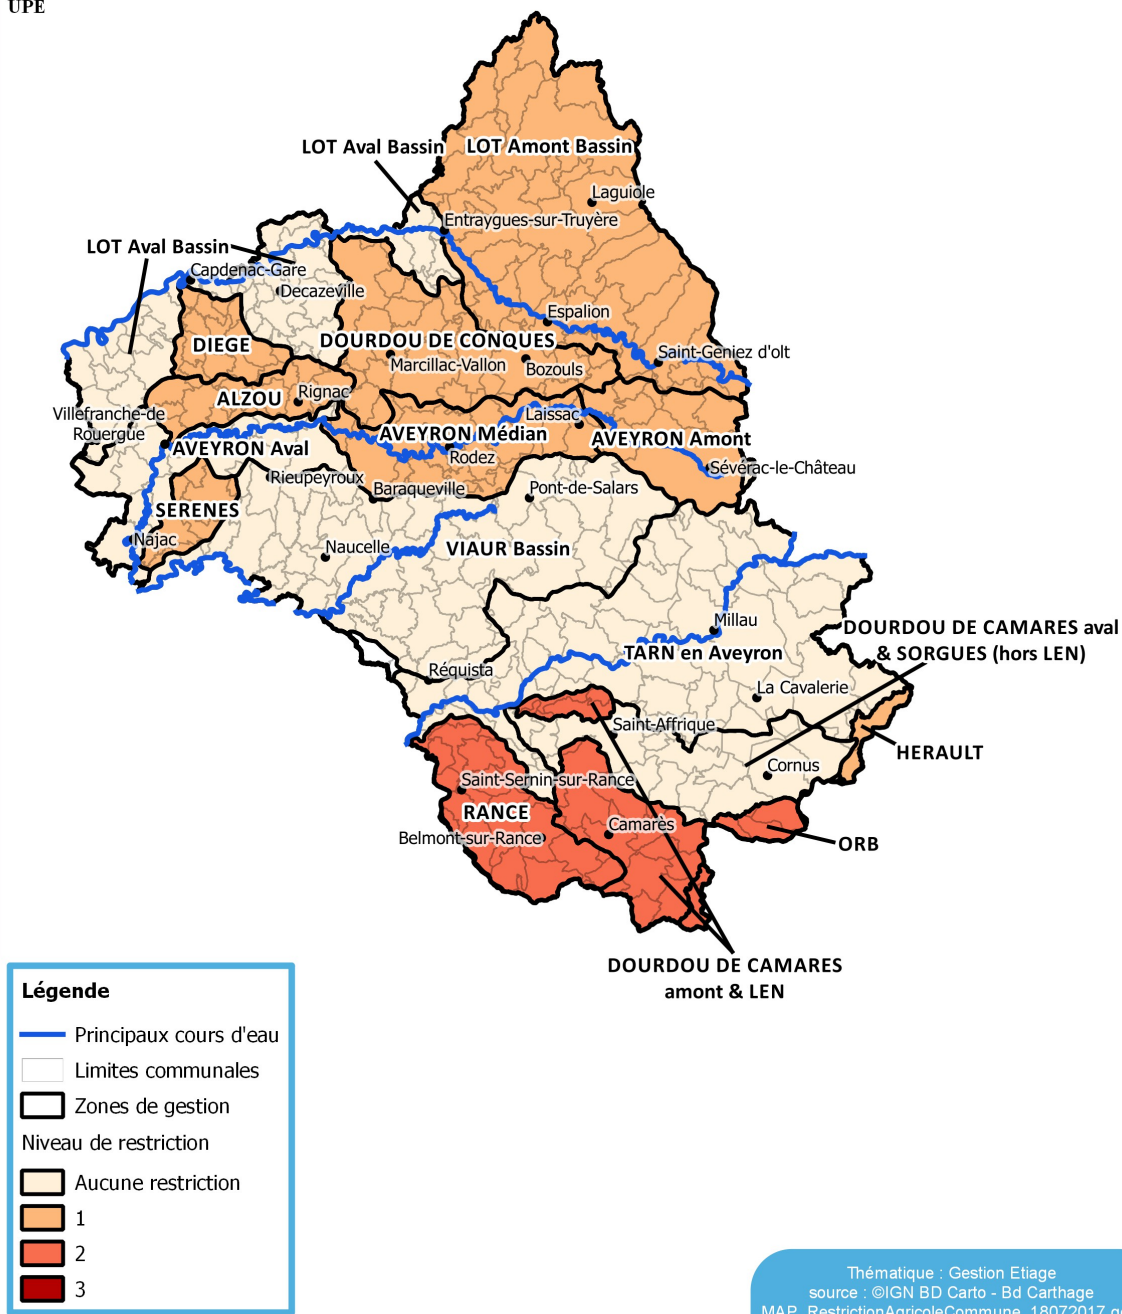 UPE
LOT Aval Bassin
LOT Amont Bassin
Laguiole
Entraygues-sur-Truyère
LOT Aval Bassin
Capdenac-Gare
Decazeville
Espalion
DIEGE
DOURDOU DE CONQUES
Saint-Geniez d'olt
Marcillac-Vallon
Bozouls
ALZOU
Rignac
Villefranche-de
Rouergue
Laissac
AVEYRON Aval
AVEYRON Médian
AVEYRON Amont
Rodez
Sévérac-le-Château
Rieupeyroux
Baraqueville
Pont-de-Salars
SERENES
Najac
Naucelle
VIAUR Bassin
Millau
DOURDOU DE CAMARES aval
& SORGUES (hors LEN)
TARN en Aveyron
Réquista
La Cavalerie
Saint-Affrique
HERAULT
Cornus
Saint-Sernin-sur-Rance
RANCE
Camarès
Belmont-sur-Rance
ORB
DOURDOU DE CAMARES
amont & LEN
Légende
Principaux cours d'eau
Limites communales
Zones de gestion
Niveau de restriction
Aucune restriction
1
2
3
Thématique : Gestion Etiage
source : ©IGN BD Carto - Bd Carthage
MAP_RestrictionAgricoleCommune_18072017.q